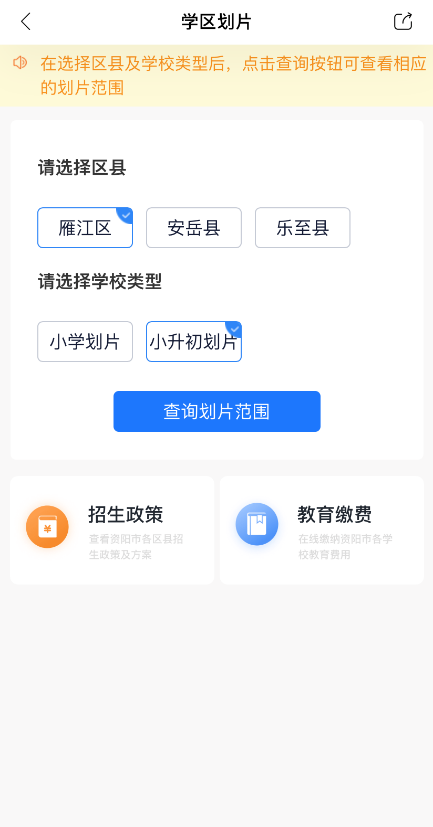 学区划片
在选择区县及学校类型后，点击查询按钮可查看相应
的划片范围
请选择区县
雁江区 安岳县 乐至县
请选择学校类型
小学划片 小升初划片
查询划片范围
招生政策
查看资阳市各区县招
生政策及方案
教育缴费
在线缴纳资阳市各学
校教育费用